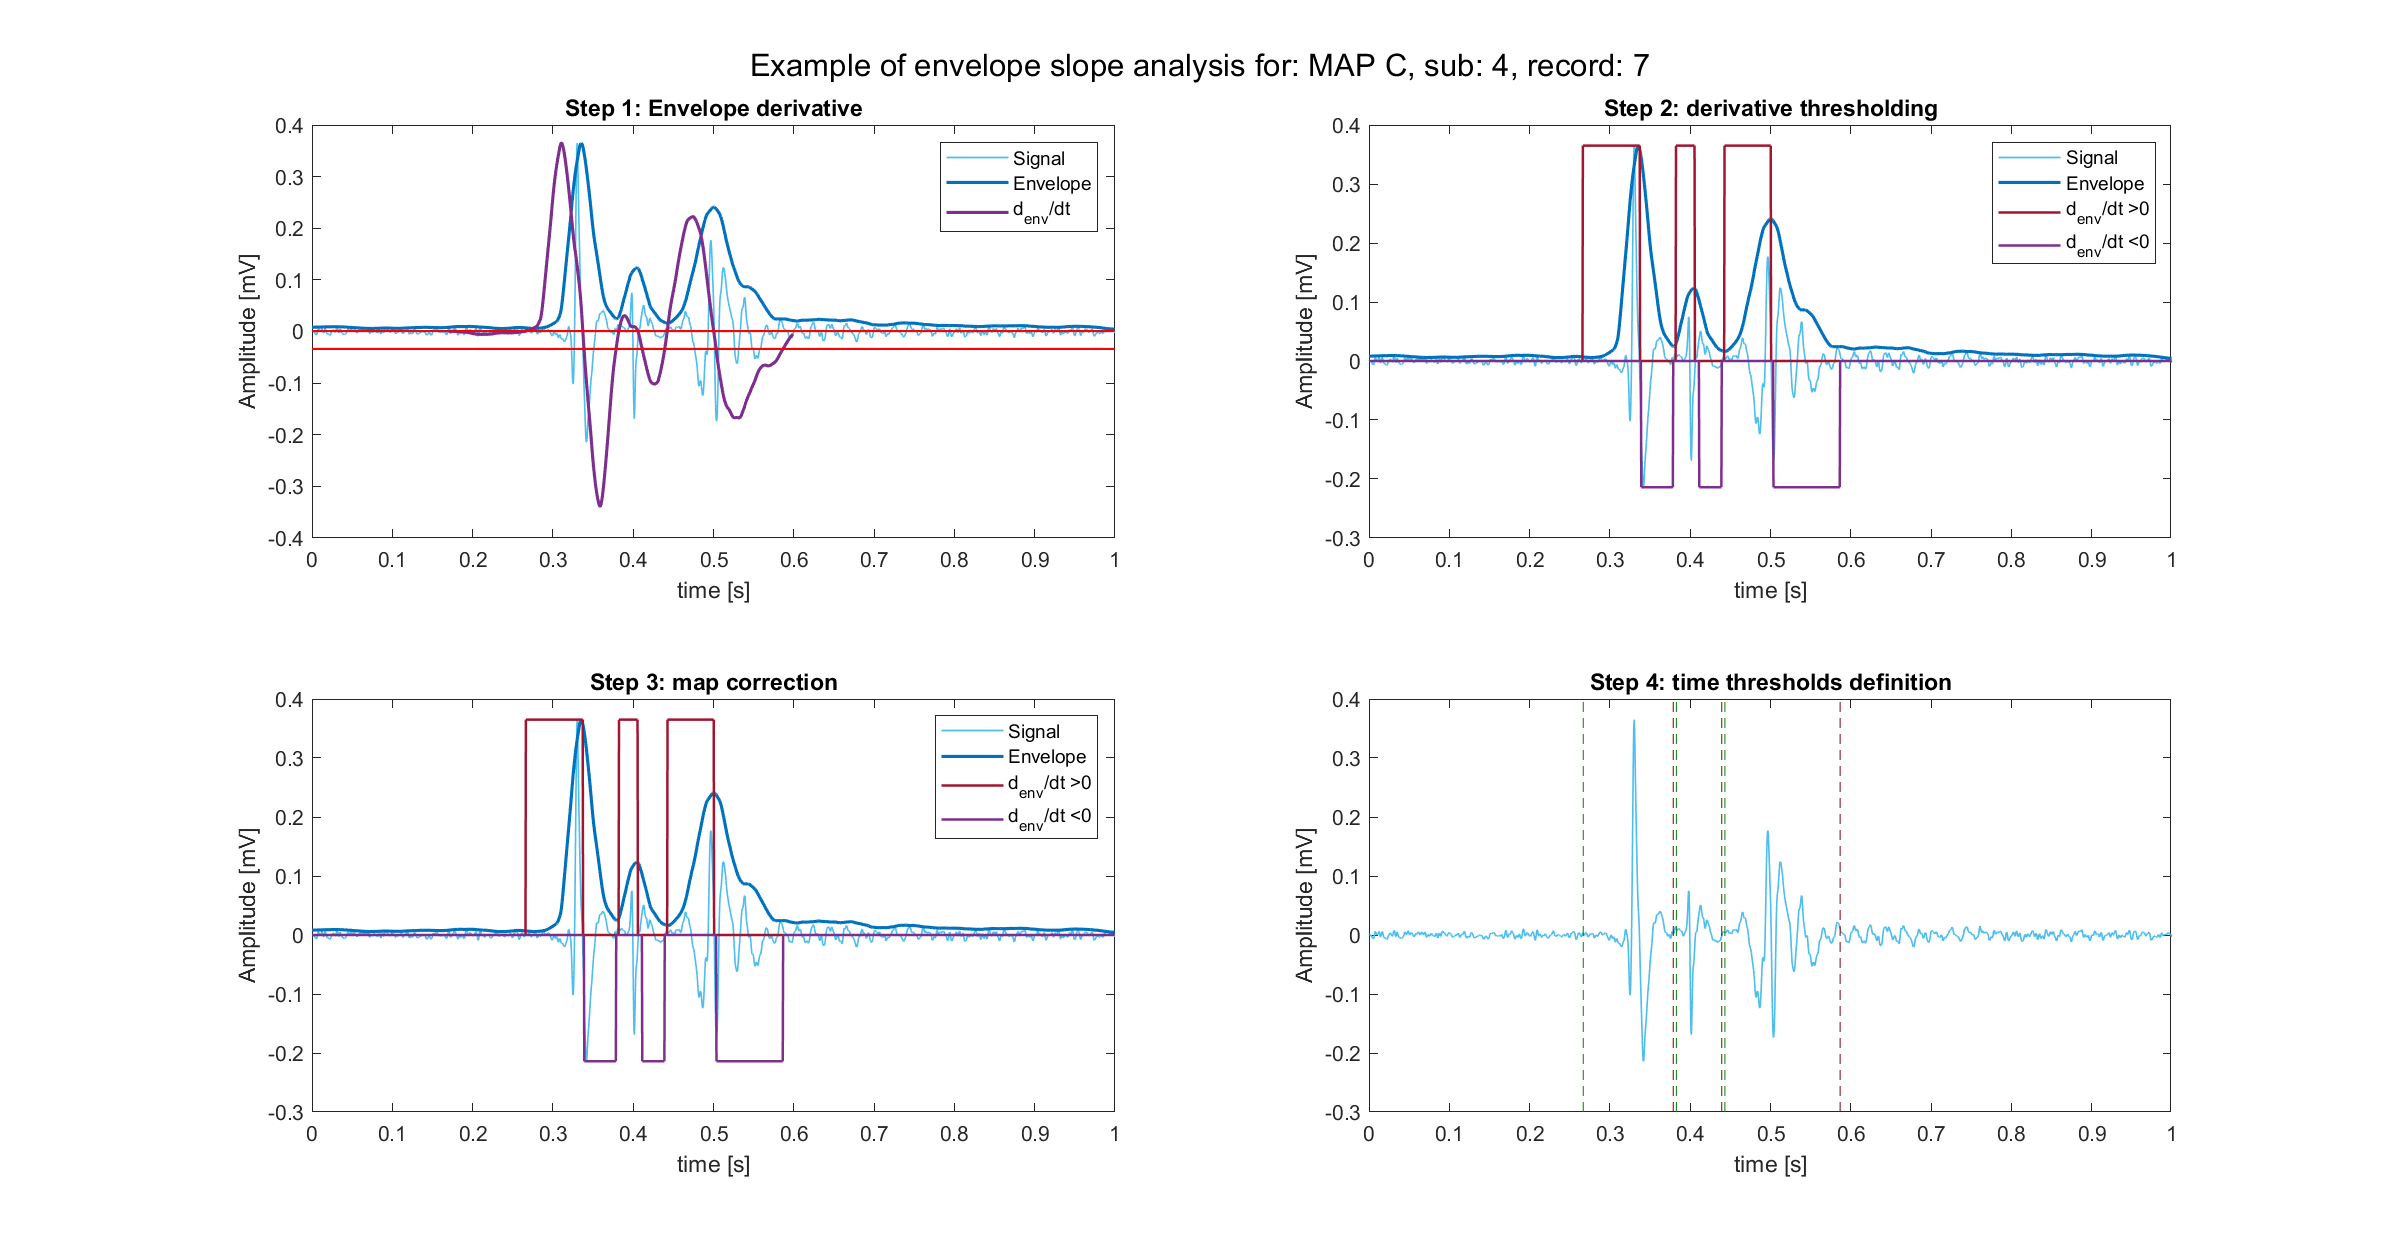 Example of envelope slope analysis for: MAP C, sub: 4, record: 7
Step 1: Envelope derivative
0.4
0.3
0.2
0.1
0
-0.1
-0.2
-0.3
-0.4
Amplitude [mV]
Signal
Envelope
d_env/dt
0 0.1 0.2 0.3 0.4 0.5 0.6 0.7 0.8 0.9 1
time [s]
Step 2: derivative thresholding
0.4
0.3
0.2
0.1
0
-0.1
-0.2
-0.3
Amplitude [mV]
Signal
Envelope
d_env/dt >0
d_env/dt <0
0 0.1 0.2 0.3 0.4 0.5 0.6 0.7 0.8 0.9 1
time [s]
Step 3: map correction
0.4
0.3
0.2
0.1
0
-0.1
-0.2
-0.3
Amplitude [mV]
Signal
Envelope
d_env/dt >0
d_env/dt <0
0 0.1 0.2 0.3 0.4 0.5 0.6 0.7 0.8 0.9 1
time [s]
Step 4: time thresholds definition
0.4
0.3
0.2
0.1
0
-0.1
-0.2
-0.3
Amplitude [mV]
0 0.1 0.2 0.3 0.4 0.5 0.6 0.7 0.8 0.9 1
time [s]